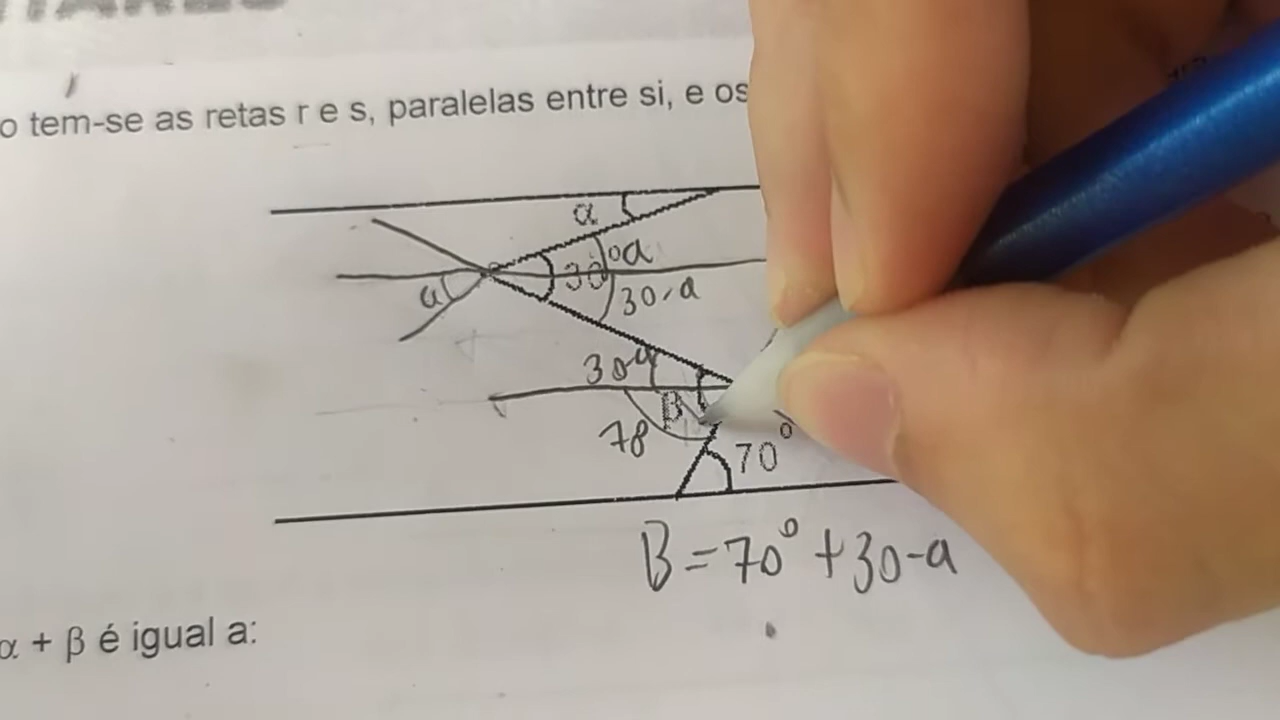 o tem-se as retas r e s, paralelas entre si, e os
α
30°
a
a
30-a
30-a
β
78
70°
B = 70° + 30-a
α + β é igual a: